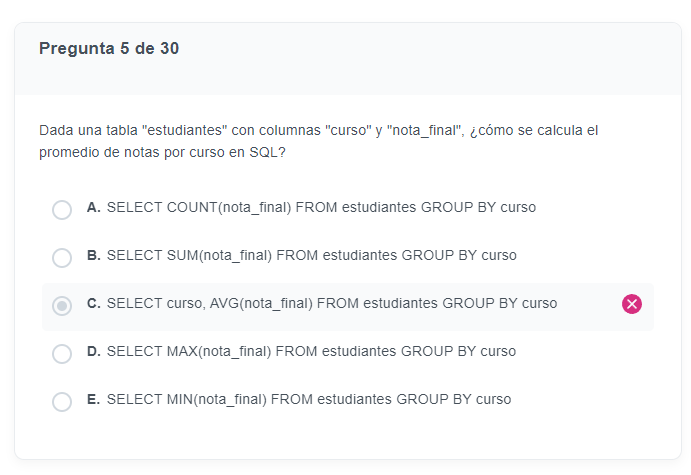 Pregunta 5 de 30
Dada una tabla "estudiantes" con columnas "curso" y "nota_final", ¿cómo se calcula el
promedio de notas por curso en SQL?
A. SELECT COUNT(nota_final) FROM estudiantes GROUP BY curso
B. SELECT SUM(nota_final) FROM estudiantes GROUP BY curso
C. SELECT curso, AVG(nota_final) FROM estudiantes GROUP BY curso
D. SELECT MAX(nota_final) FROM estudiantes GROUP BY curso
E. SELECT MIN(nota_final) FROM estudiantes GROUP BY curso